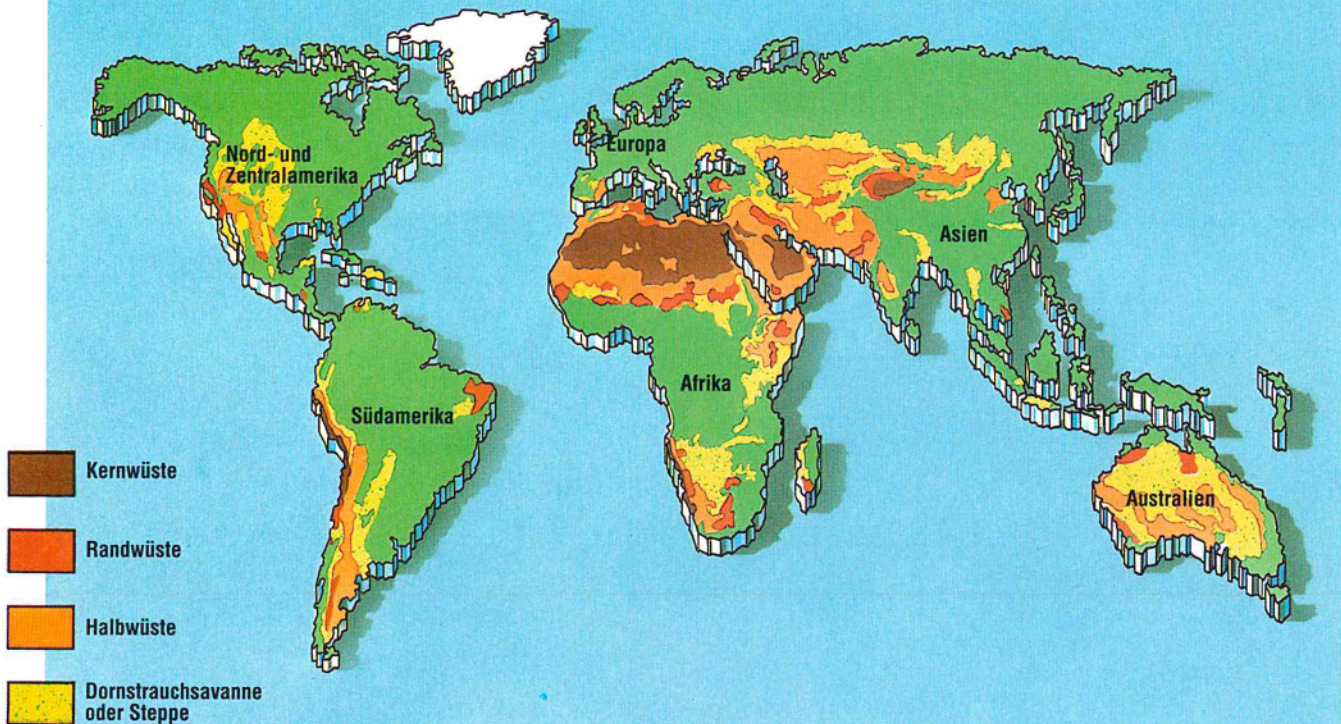 Nord- und
Zentralamerika
Europa
Asien
Afrika
Südamerika
Australien
Kernwüste
Randwüste
Halbwüste
Dornstrauchsavanne
oder Steppe